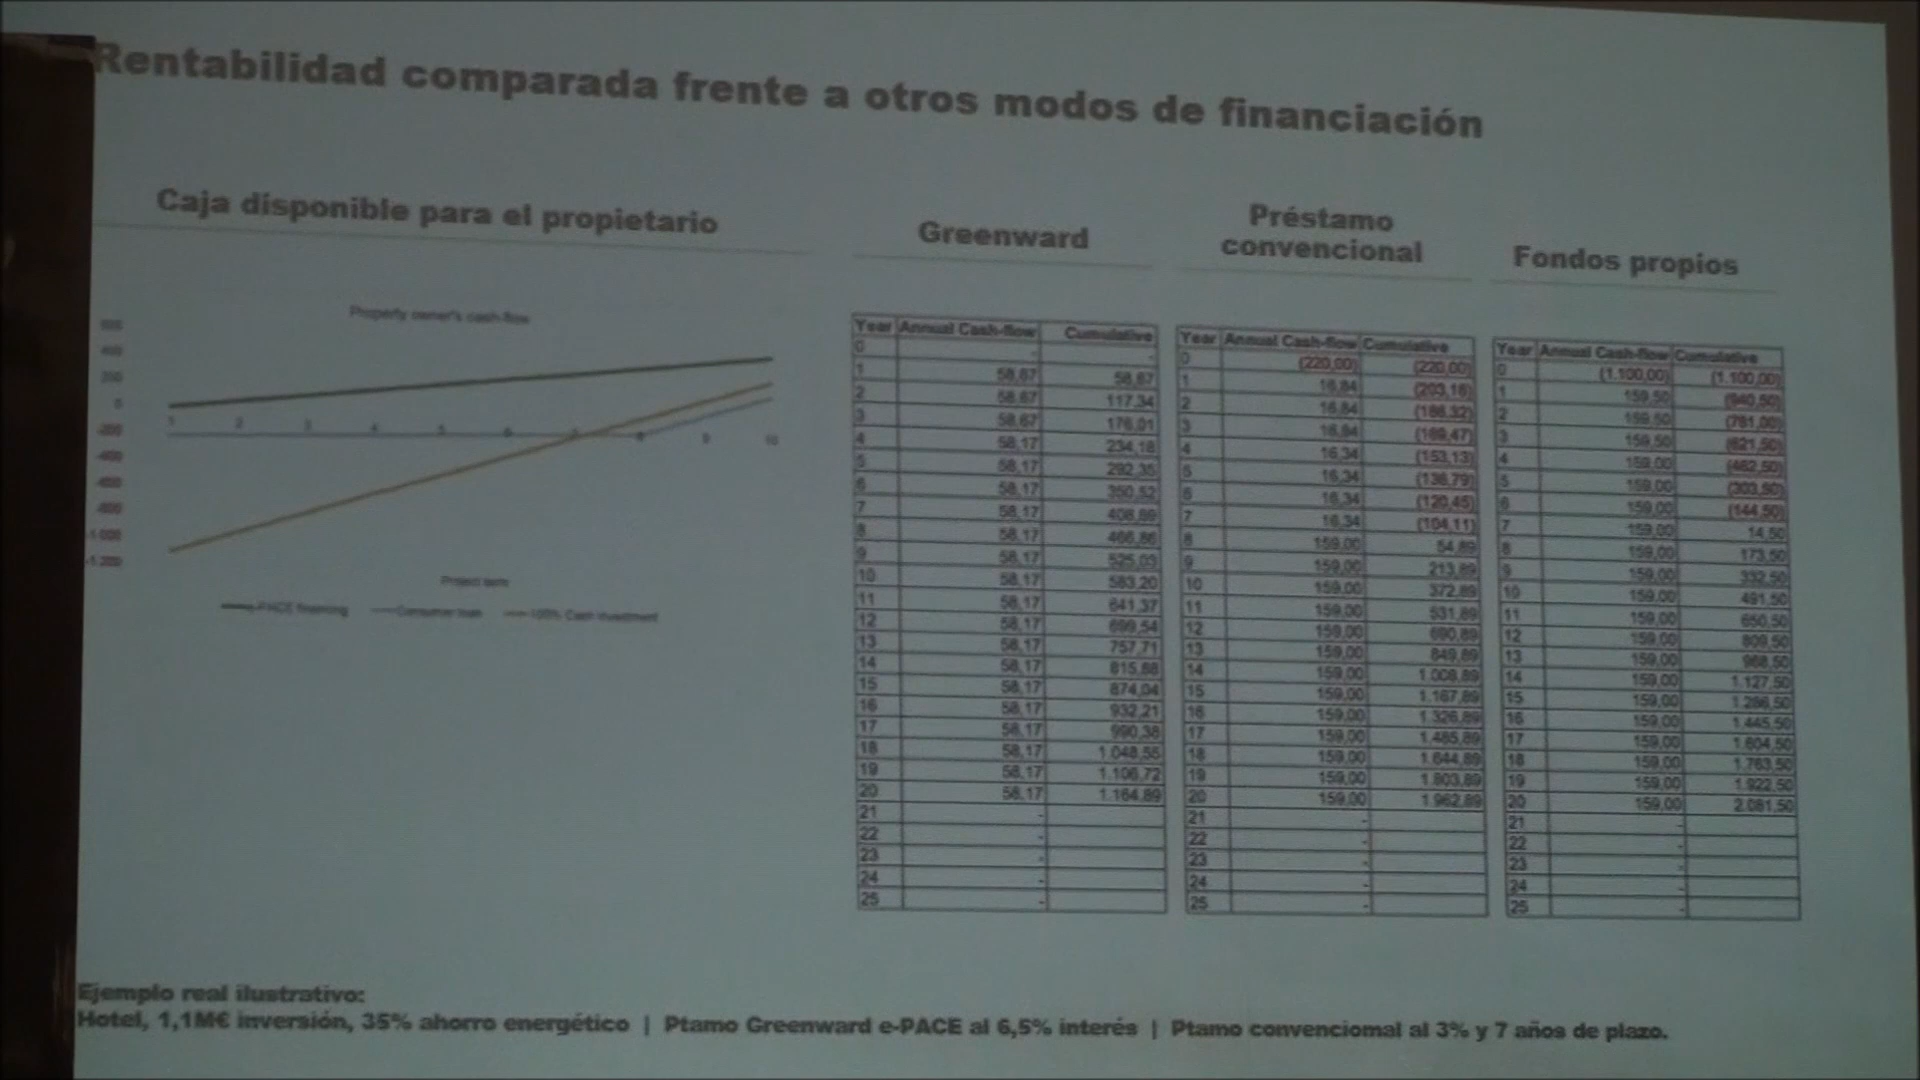 Rentabilidad comparada frente a otros modos de financiación
Caja disponible para el propietario
Greenward
Préstamo
convencional
Fondos propios
Property owner's cash-flow
1 2 3 4 5 6 7 8 9 10
Project term
e-PACE financing Consumer loan 100% Cash investment
Year Annual Cash-flow Cumulative
0 - -
1 58,67 58,67
2 58,67 117,34
3 58,67 176,01
4 58,17 234,18
5 58,17 292,35
6 58,17 350,52
7 58,17 408,69
8 58,17 466,86
9 58,17 525,03
10 58,17 583,20
11 58,17 641,37
12 58,17 699,54
13 58,17 757,71
14 58,17 815,88
15 58,17 874,04
16 58,17 932,21
17 58,17 990,38
18 58,17 1.048,55
19 58,17 1.106,72
20 58,17 1.164,89
21 -
22 -
23 -
24 -
25 -
Year Annual Cash-flow Cumulative
0 (220,00) (220,00)
1 16,84 (203,16)
2 16,84 (186,32)
3 16,84 (169,47)
4 16,34 (153,13)
5 16,34 (136,79)
6 16,34 (120,45)
7 16,34 (104,11)
8 159,00 54,89
9 159,00 213,89
10 159,00 372,89
11 159,00 531,89
12 159,00 690,89
13 159,00 849,89
14 159,00 1.008,89
15 159,00 1.167,89
16 159,00 1.326,89
17 159,00 1.485,89
18 159,00 1.644,89
19 159,00 1.803,89
20 159,00 1.962,89
21 -
22 -
23 -
24 -
25 -
Year Annual Cash-flow Cumulative
0 (1.100,00) (1.100,00)
1 159,50 (940,50)
2 159,50 (781,00)
3 159,50 (621,50)
4 159,00 (462,50)
5 159,00 (303,50)
6 159,00 (144,50)
7 159,00 14,50
8 159,00 173,50
9 159,00 332,50
10 159,00 491,50
11 159,00 650,50
12 159,00 809,50
13 159,00 968,50
14 159,00 1.127,50
15 159,00 1.286,50
16 159,00 1.445,50
17 159,00 1.604,50
18 159,00 1.763,50
19 159,00 1.922,50
20 159,00 2.081,50
21 -
22 -
23 -
24 -
25 -
Ejemplo real ilustrativo:
Hotel, 1,1M€ inversión, 35% ahorro energético | Ptamo Greenward e-PACE al 6,5% interés | Ptamo convenciomal al 3% y 7 años de plazo.